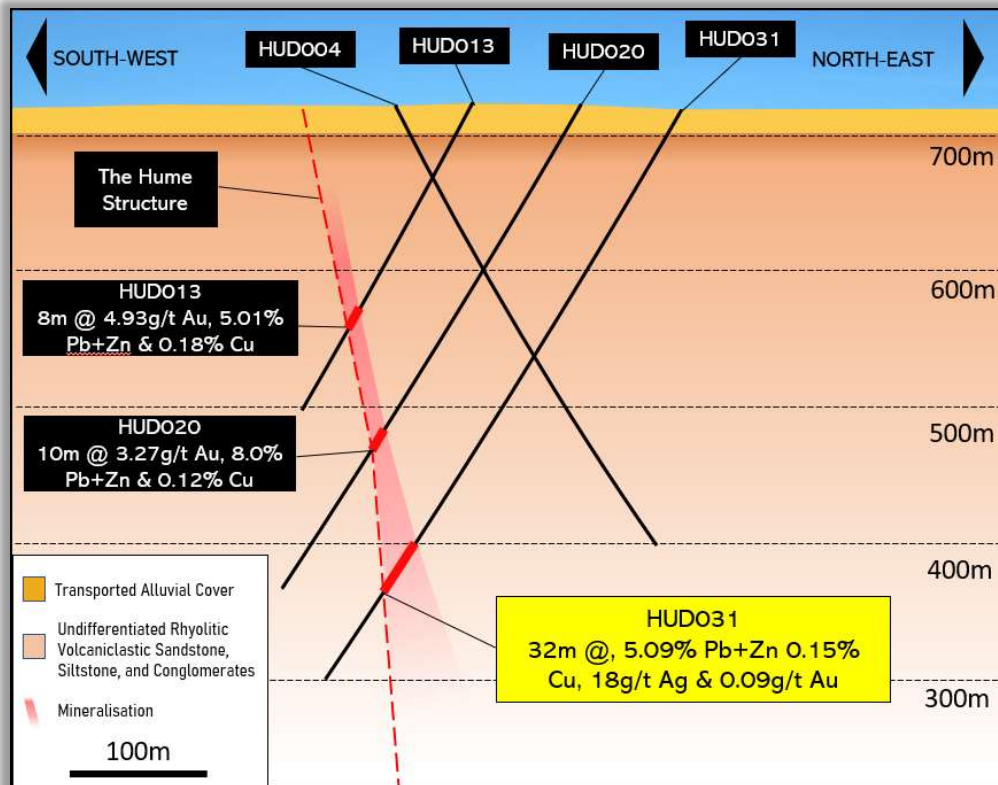 SOUTH-WEST
HUD004
HUD013
HUD020
HUD031
NORTH-EAST
700m
The Hume
Structure
600m
HUD013
8m @ 4.93g/t Au, 5.01%
Pb+Zn & 0.18% Cu
500m
HUD020
10m @ 3.27g/t Au, 8.0%
Pb+Zn & 0.12% Cu
400m
HUD031
32m @, 5.09% Pb+Zn 0.15%
Cu, 18g/t Ag & 0.09g/t Au
300m
Transported Alluvial Cover
Undifferentiated Rhyolitic
Volcaniclastic Sandstone,
Siltstone, and Conglomerates
Mineralisation
100m